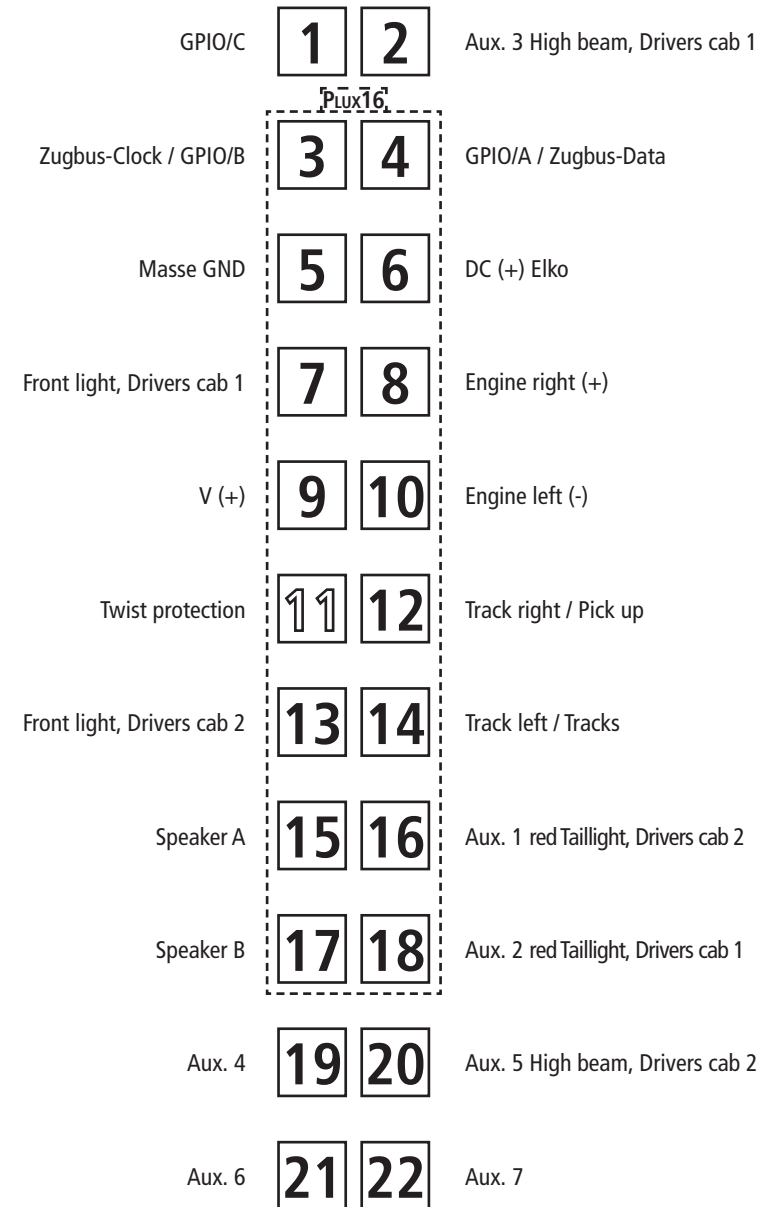 GPIO/C 1 2 Aux. 3 High beam, Drivers cab 1
PLUX16
Zugbus-Clock / GPIO/B 3 4 GPIO/A / Zugbus-Data
Masse GND 5 6 DC (+) Elko
Front light, Drivers cab 1 7 8 Engine right (+)
V (+) 9 10 Engine left (-)
Twist protection 11 12 Track right / Pick up
Front light, Drivers cab 2 13 14 Track left / Tracks
Speaker A 15 16 Aux. 1 red Taillight, Drivers cab 2
Speaker B 17 18 Aux. 2 red Taillight, Drivers cab 1
Aux. 4 19 20 Aux. 5 High beam, Drivers cab 2
Aux. 6 21 22 Aux. 7